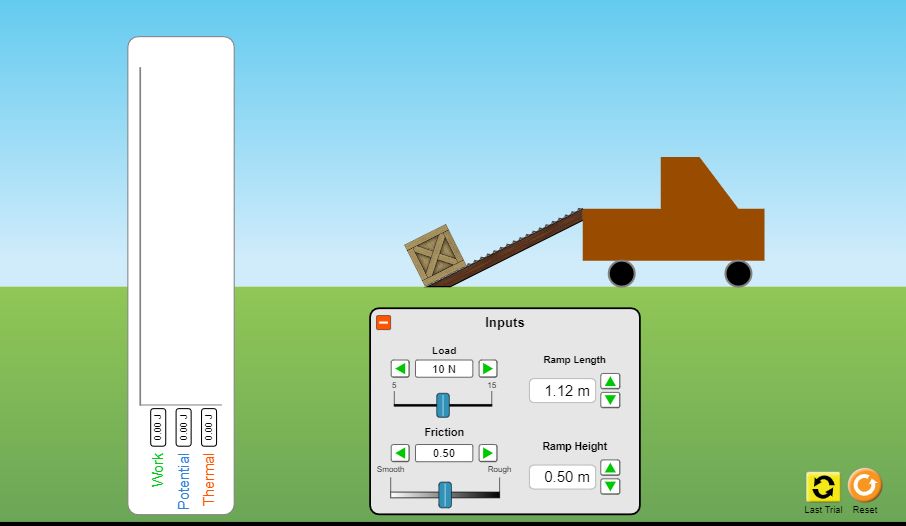 0.00 J
0.00 J
0.00 J
Work
Potential
Thermal
Inputs
Load
10 N
5
15
Friction
0.50
Smooth
Rough
Ramp Length
1.12 m
Ramp Height
0.50 m
Last Trial
Reset